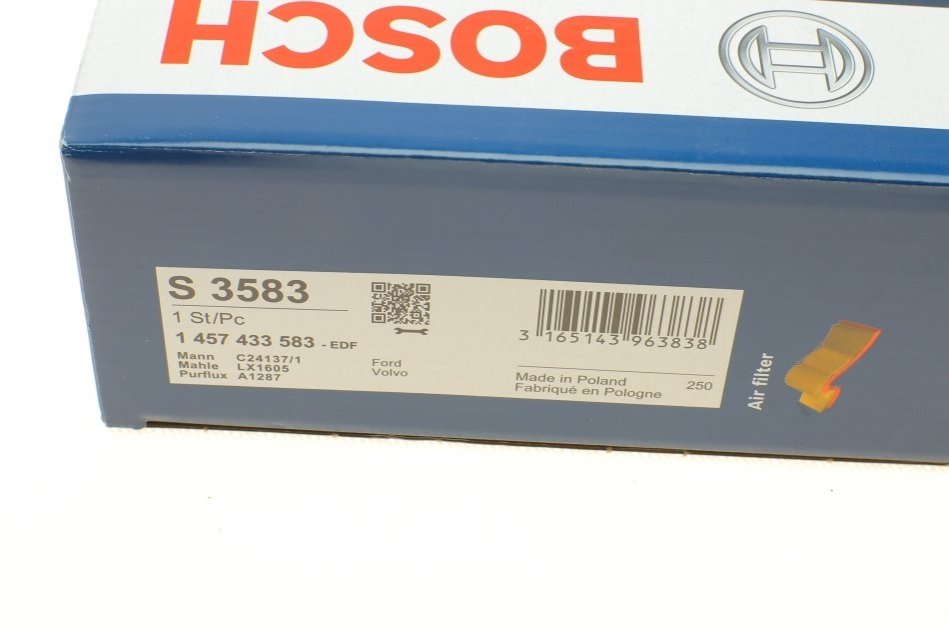 BOSCH
S 3583
1 St/Pc
1 457 433 583 - EDF
Mann C24137/1
Mahle LX1605
Purflux A1287
Ford
Volvo
3 165143 963838
Made in Poland
Fabriqué en Pologne
250
Air filter